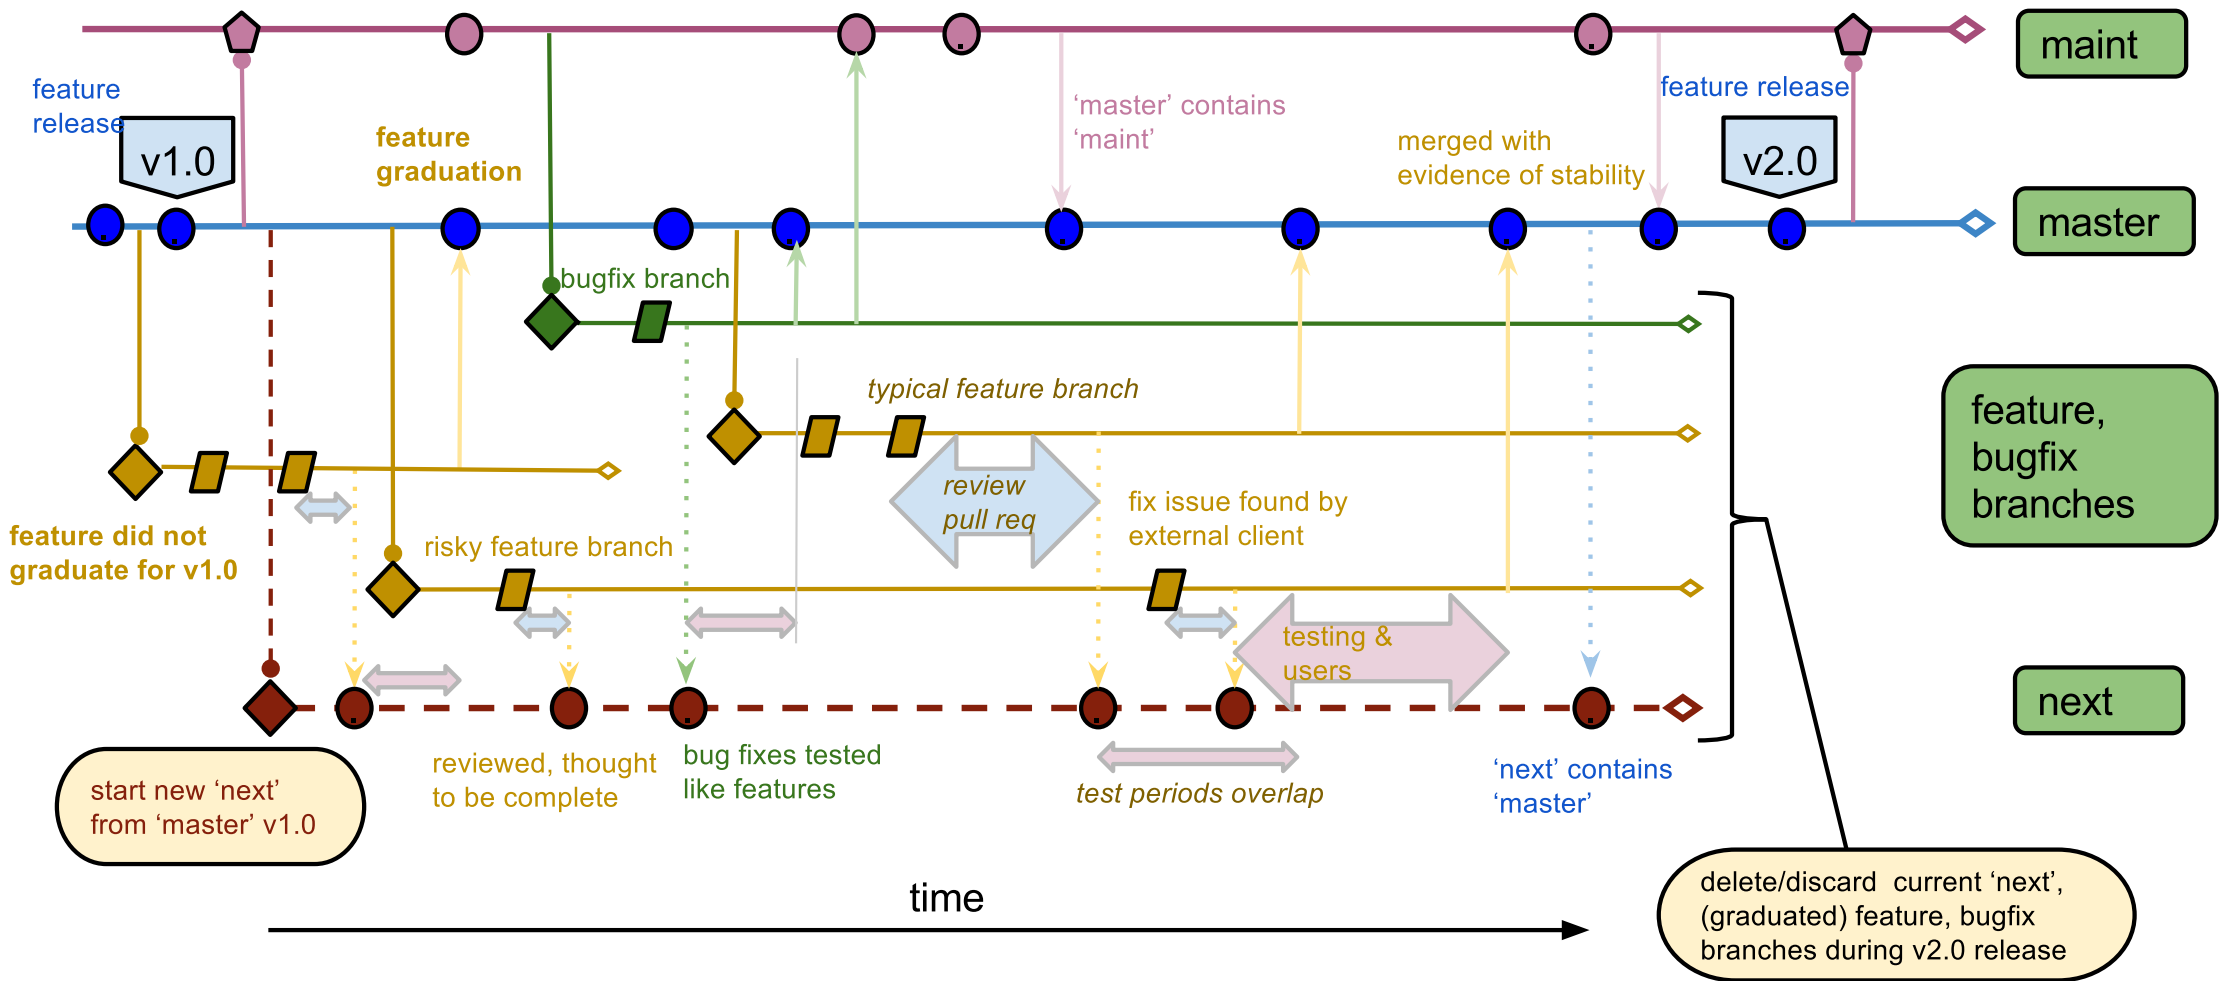 maint
feature
release
v1.0
feature
graduation
‘master’ contains
‘maint’
merged with
evidence of stability
feature release
v2.0
master
bugfix branch
typical feature branch
feature,
bugfix
branches
review
pull req
fix issue found by
external client
feature did not
graduate for v1.0
risky feature branch
testing &
users
next
start new ‘next’
from ‘master’ v1.0
reviewed, thought
to be complete
bug fixes tested
like features
test periods overlap
‘next’ contains
‘master’
time
delete/discard  current ‘next’,
(graduated) feature, bugfix
branches during v2.0 release